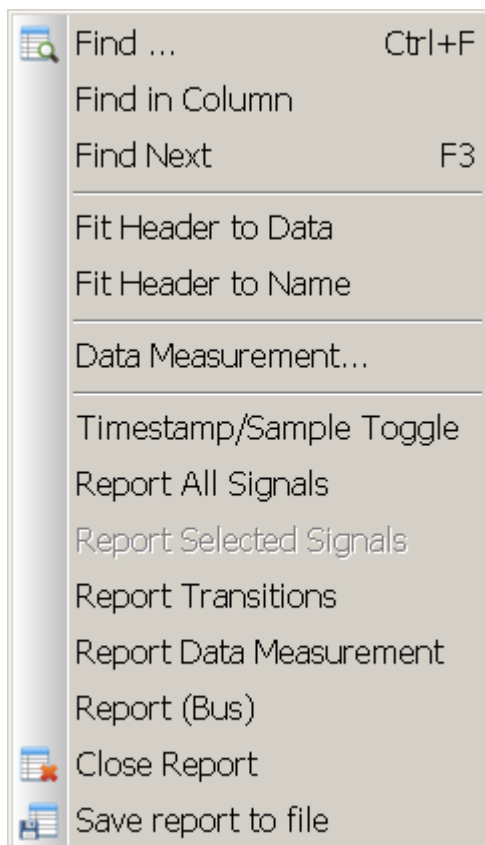 Find ... Ctrl+F
Find in Column
Find Next F3
Fit Header to Data
Fit Header to Name
Data Measurement...
Timestamp/Sample Toggle
Report All Signals
Report Selected Signals
Report Transitions
Report Data Measurement
Report (Bus)
Close Report
Save report to file